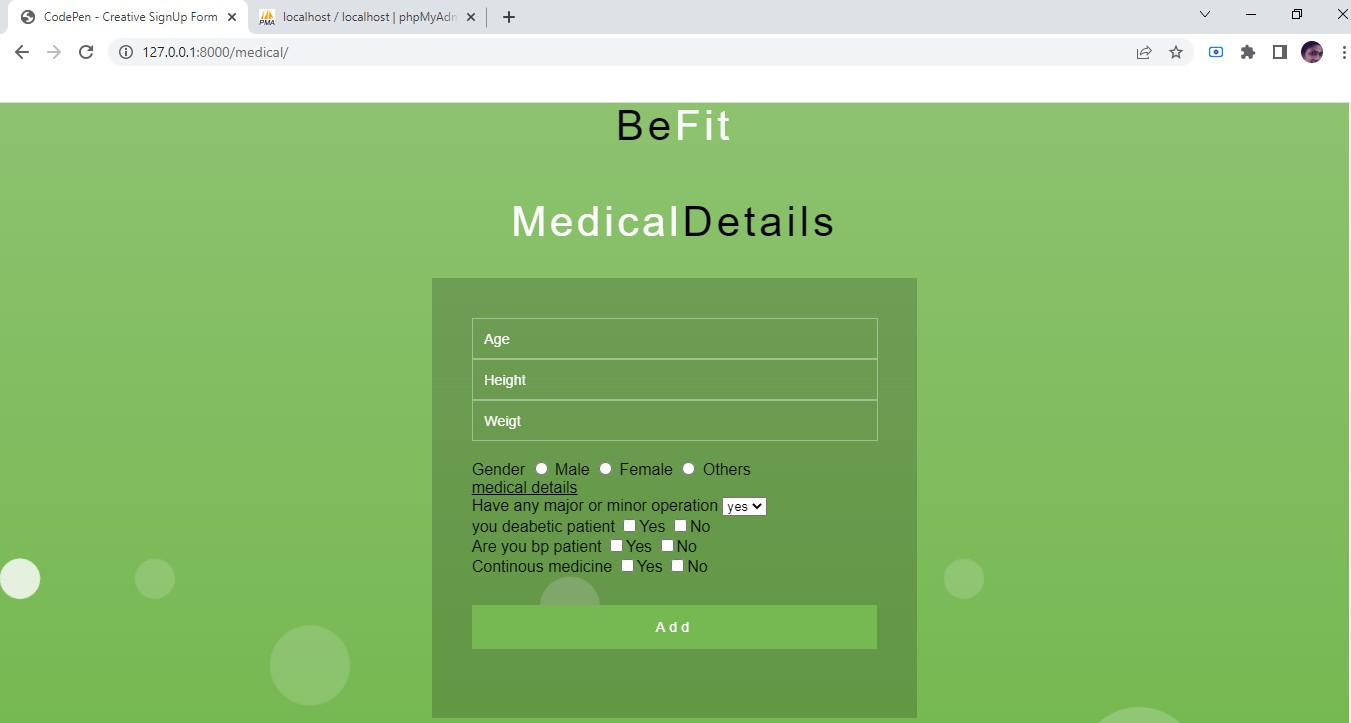 CodePen - Creative SignUp Form
localhost / localhost | phpMyAdn
127.0.0.1:8000/medical/
BeFit
MedicalDetails
Age
Height
Weigt
Gender Male Female Others
medical details
Have any major or minor operation yes
you deabetic patient Yes No
Are you bp patient Yes No
Continous medicine Yes No
Add